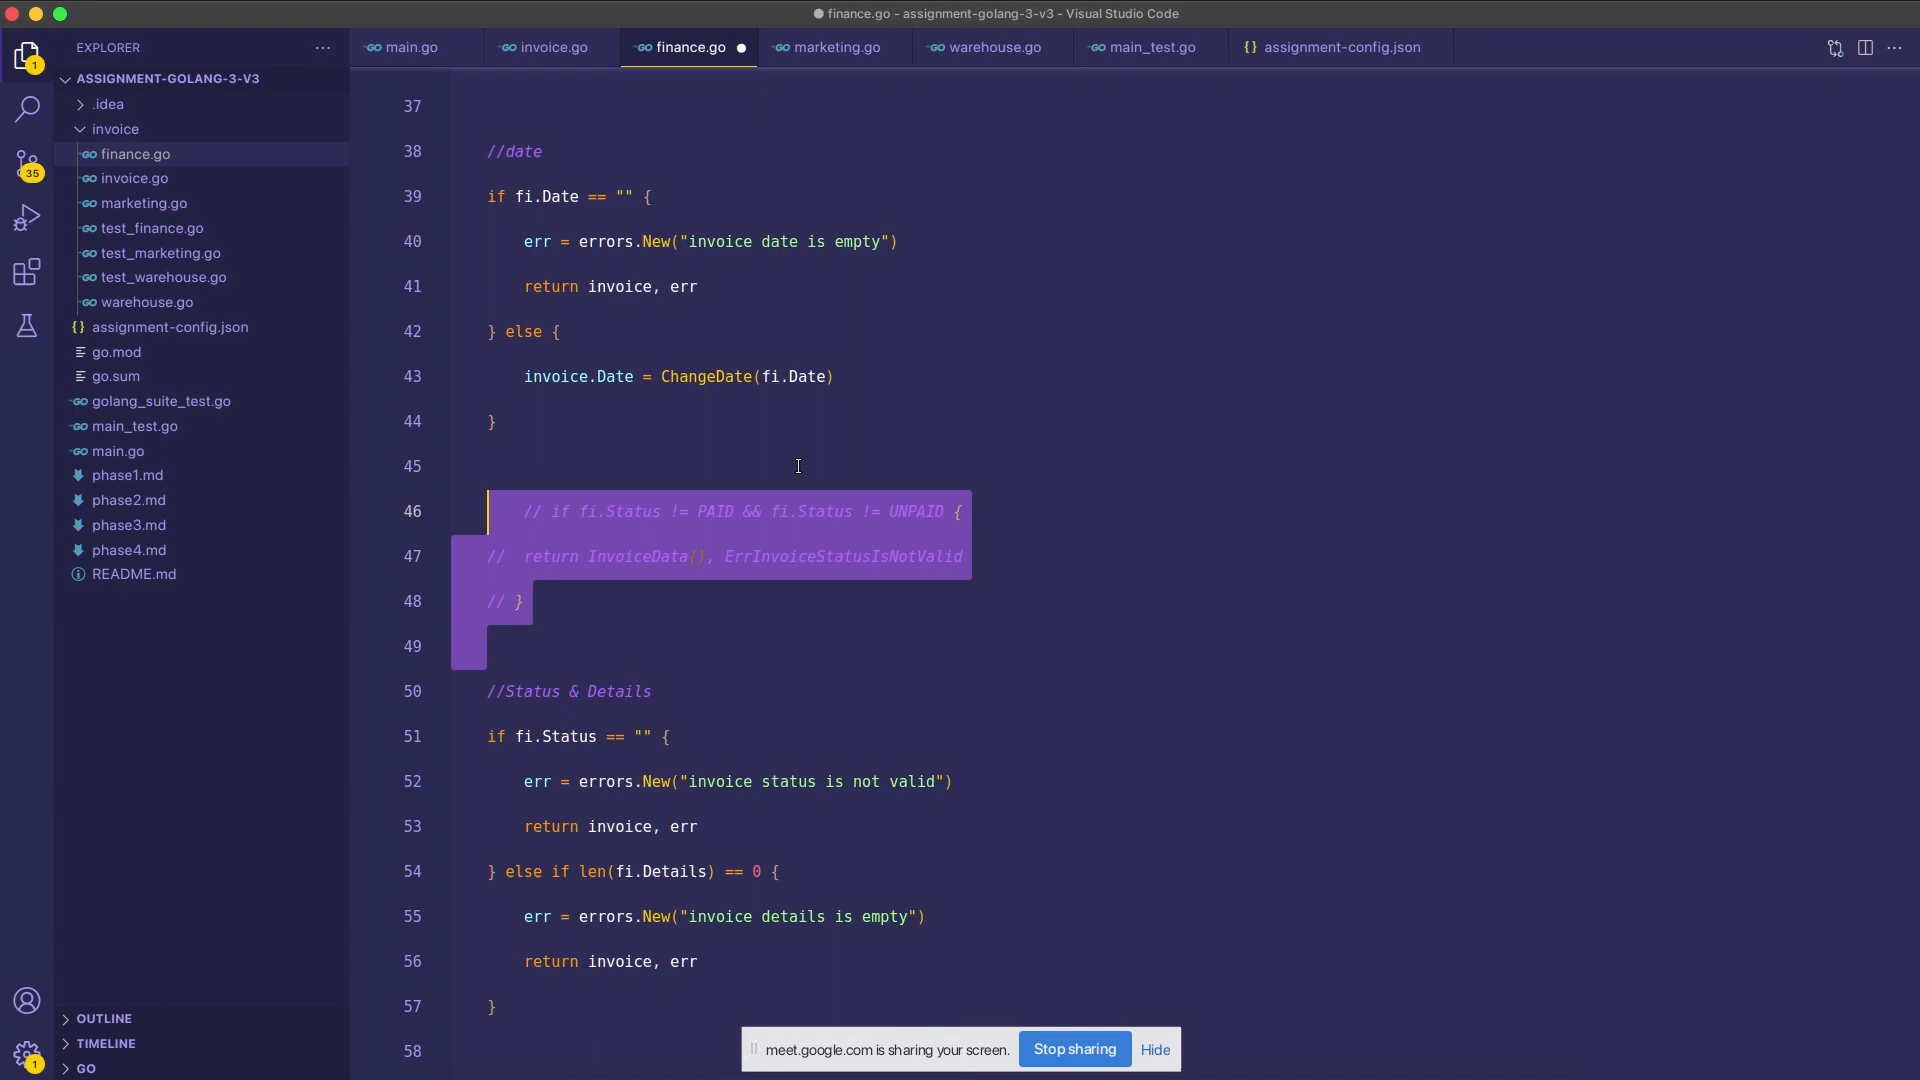 finance.go - assignment-golang-3-v3 - Visual Studio Code
EXPLORER
main.go
invoice.go
finance.go
marketing.go
warehouse.go
main_test.go
{} assignment-config.json
ASSIGNMENT-GOLANG-3-V3
.idea
invoice
finance.go
invoice.go
marketing.go
test_finance.go
test_marketing.go
test_warehouse.go
warehouse.go
{} assignment-config.json
go.mod
go.sum
golang_suite_test.go
main_test.go
main.go
phase1.md
phase2.md
phase3.md
phase4.md
README.md
OUTLINE
TIMELINE
GO
1
35
1
37
38 //date
39 if fi.Date == "" {
40 err = errors.New("invoice date is empty")
41 return invoice, err
42 } else {
43 invoice.Date = ChangeDate(fi.Date)
44 }
45
46 // if fi.Status != PAID && fi.Status != UNPAID {
47 // return InvoiceData{}, ErrInvoiceStatusIsNotValid
48 // }
49
50 //Status & Details
51 if fi.Status == "" {
52 err = errors.New("invoice status is not valid")
53 return invoice, err
54 } else if len(fi.Details) == 0 {
55 err = errors.New("invoice details is empty")
56 return invoice, err
57 }
58
meet.google.com is sharing your screen. Stop sharing Hide